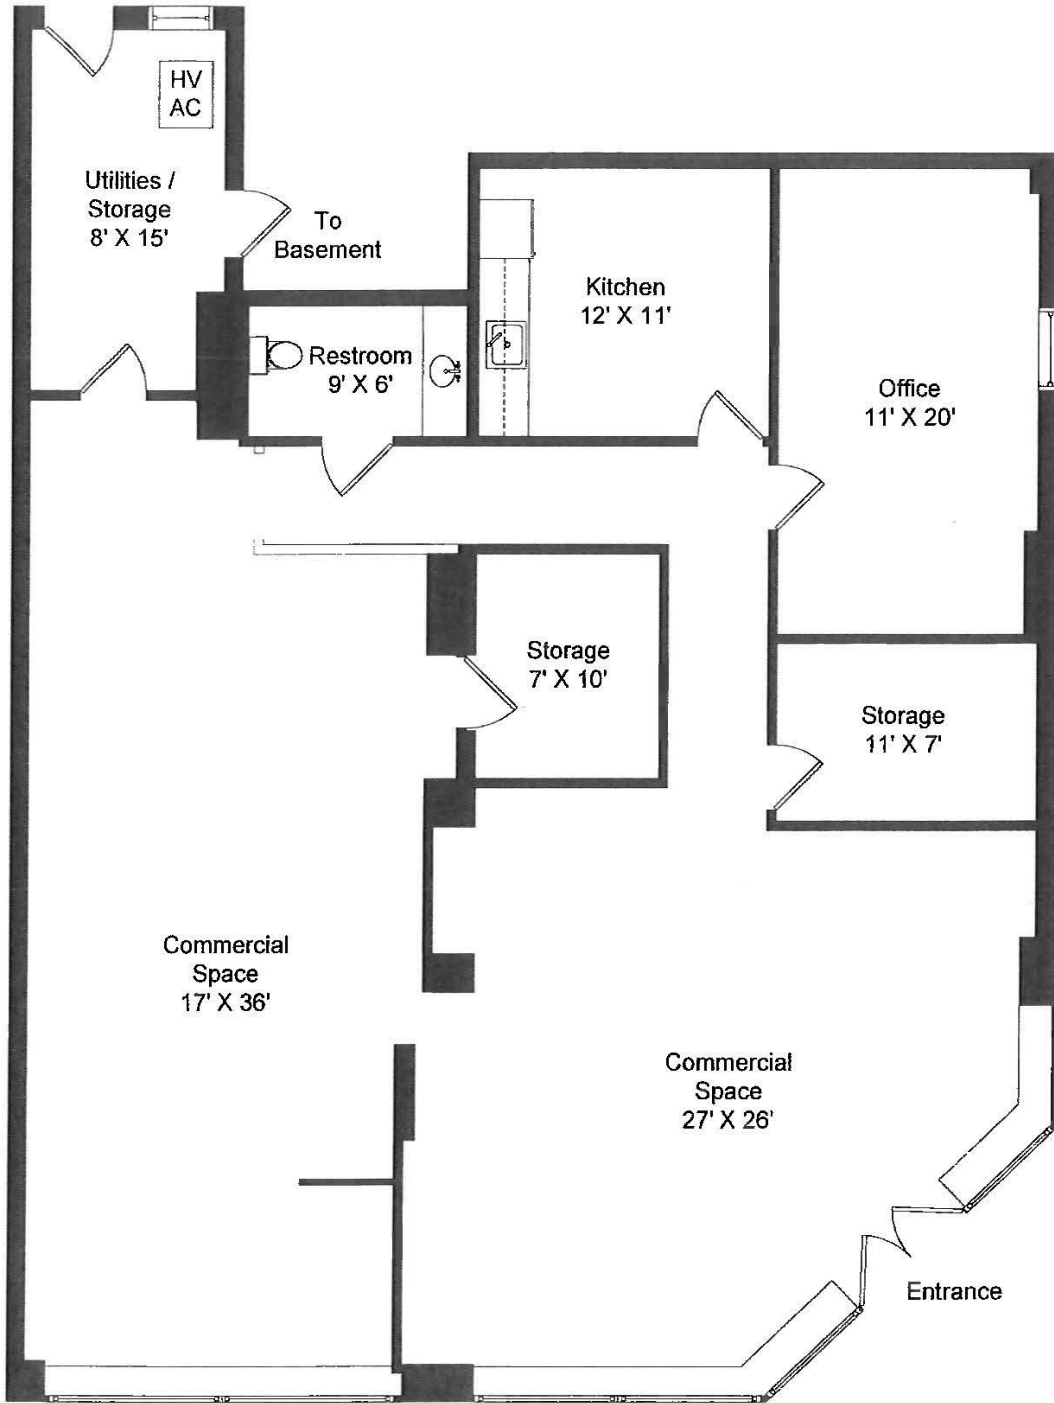 HV
AC
Utilities /
Storage
8' X 15'
To
Basement
Kitchen
12' X 11'
Restroom
9' X 6'
Office
11' X 20'
Storage
7' X 10'
Storage
11' X 7'
Commercial
Space
17' X 36'
Commercial
Space
27' X 26'
Entrance